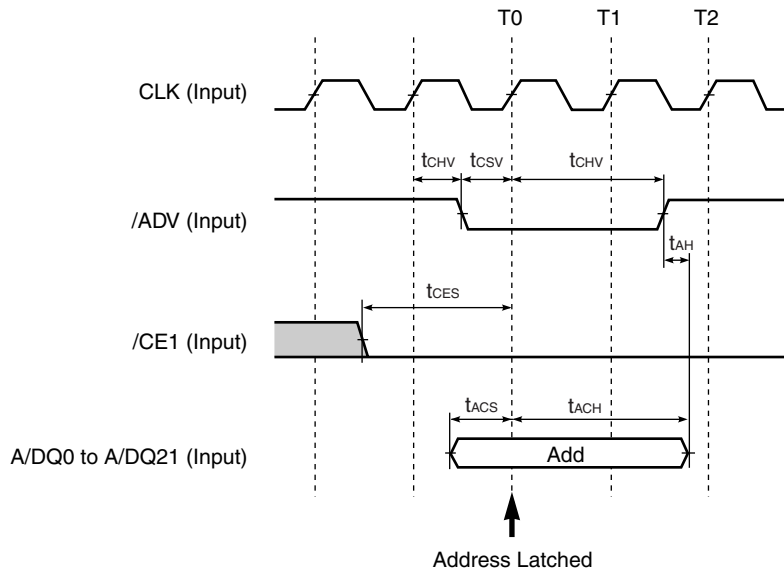 T0 T1 T2
CLK (Input)
tCHV tCSV tCHV
/ADV (Input)
tAH
tCES
/CE1 (Input)
tACS tACH
A/DQ0 to A/DQ21 (Input) Add
Address Latched